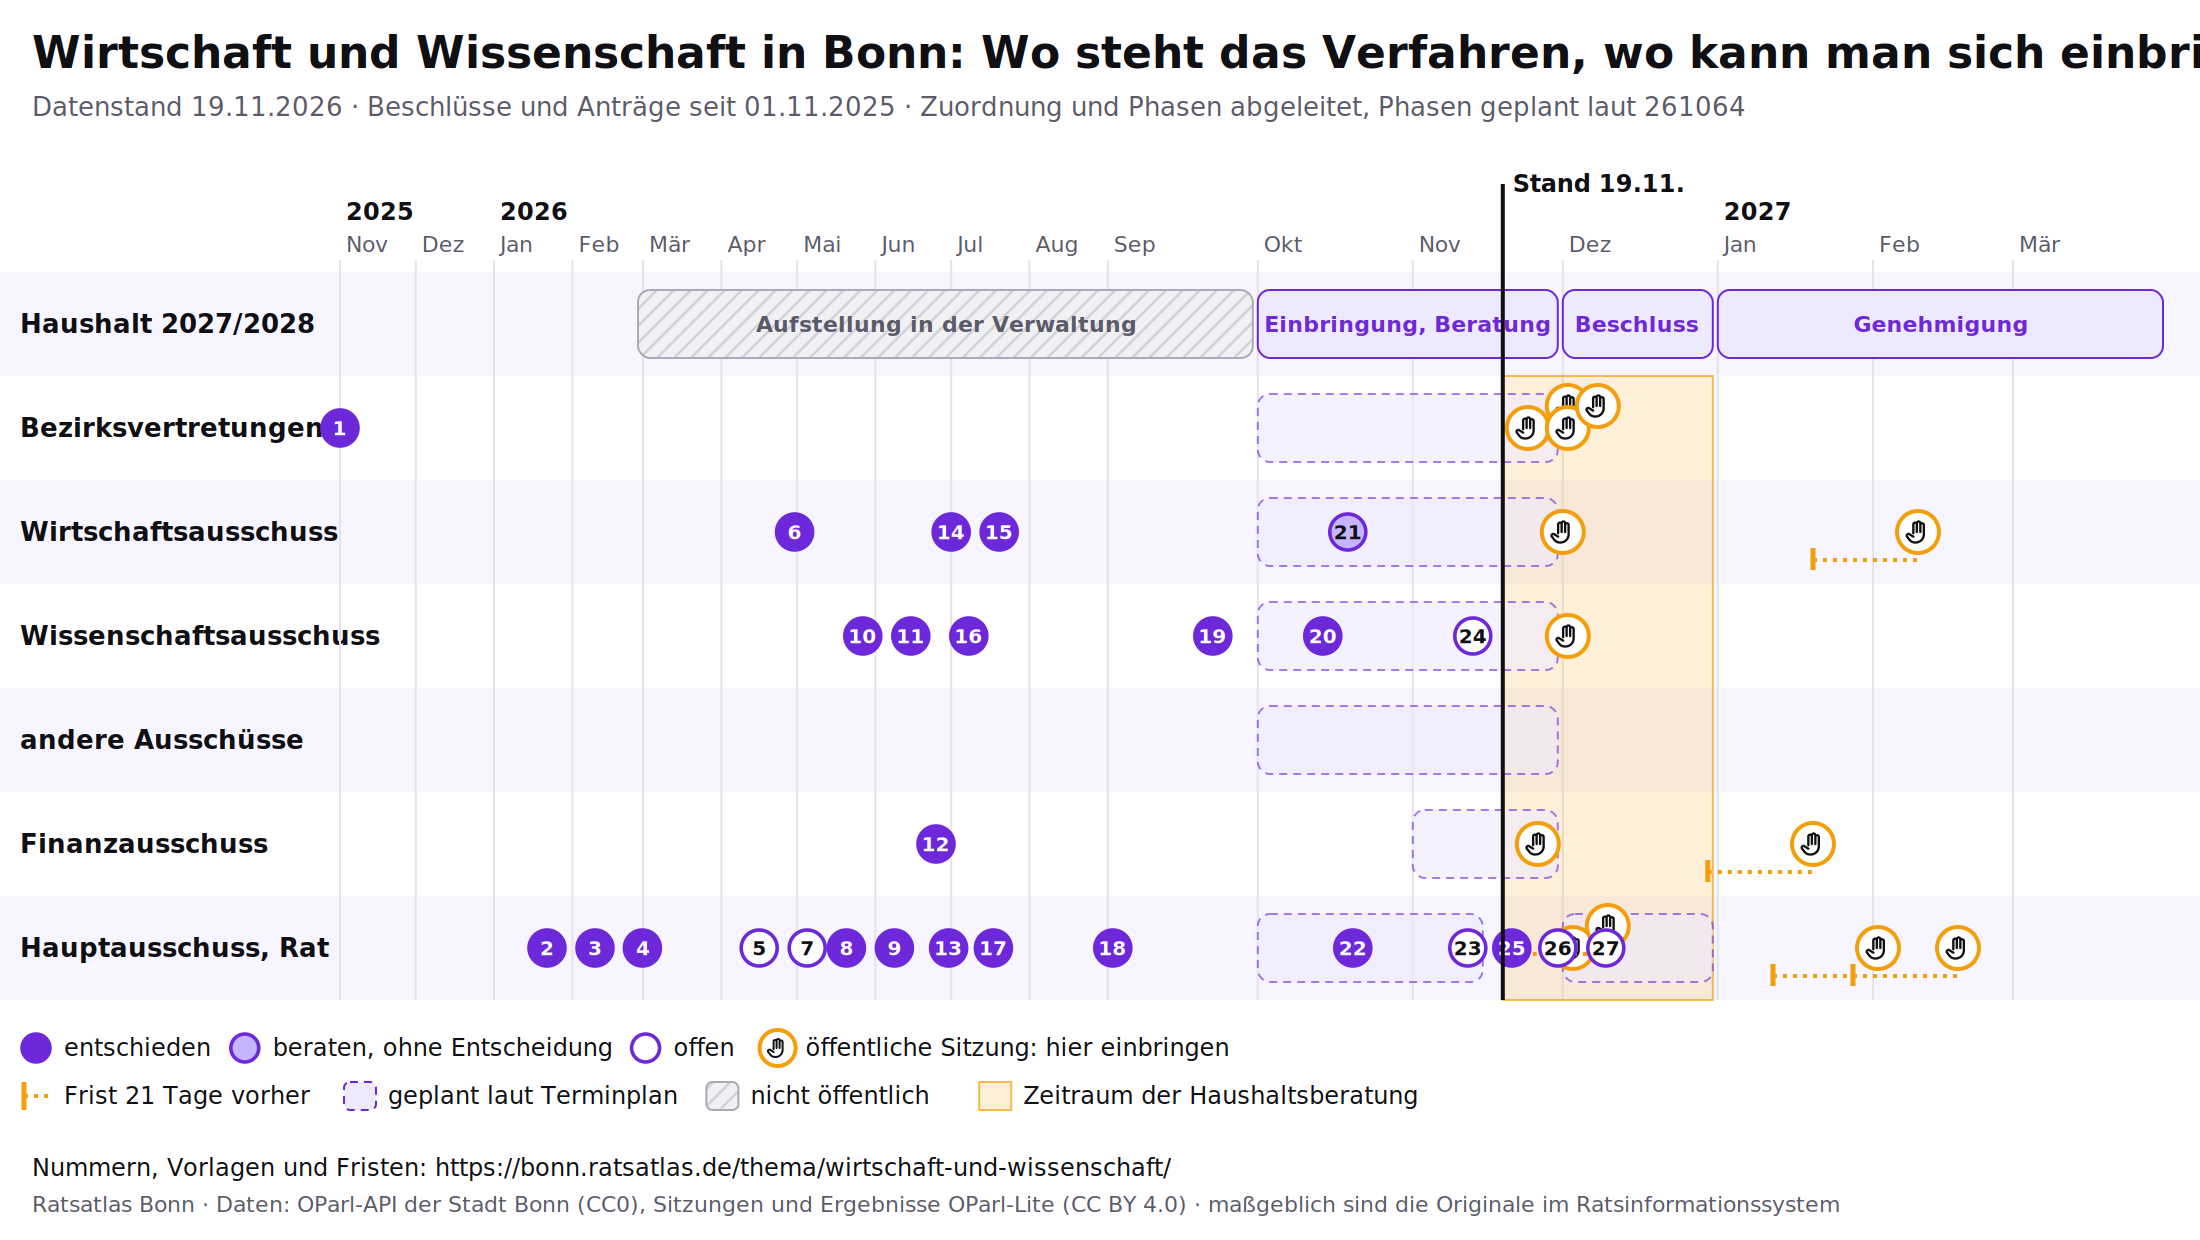 Wirtschaft und Wissenschaft in Bonn: Wo steht das Verfahren, wo kann man sich einbri
Datenstand 19.11.2026 · Beschlüsse und Anträge seit 01.11.2025 · Zuordnung und Phasen abgeleitet, Phasen geplant laut 261064
Stand 19.11.
2025 2026 2027
Nov Dez Jan Feb Mär Apr Mai Jun Jul Aug Sep Okt Nov Dez Jan Feb Mär
Haushalt 2027/2028 Aufstellung in der Verwaltung Einbringung, Beratung Beschluss Genehmigung
Bezirksvertretungen 1
Wirtschaftsausschuss 6 14 15 21
Wissenschaftsausschuss 10 11 16 19 20 24
andere Ausschüsse
Finanzausschuss 12
Hauptausschuss, Rat 2 3 4 5 7 8 9 13 17 18 22 23 25 26 27
entschieden beraten, ohne Entscheidung offen öffentliche Sitzung: hier einbringen
Frist 21 Tage vorher geplant laut Terminplan nicht öffentlich Zeitraum der Haushaltsberatung
Nummern, Vorlagen und Fristen: https://bonn.ratsatlas.de/thema/wirtschaft-und-wissenschaft/
Ratsatlas Bonn · Daten: OParl-API der Stadt Bonn (CC0), Sitzungen und Ergebnisse OParl-Lite (CC BY 4.0) · maßgeblich sind die Originale im Ratsinformationssystem